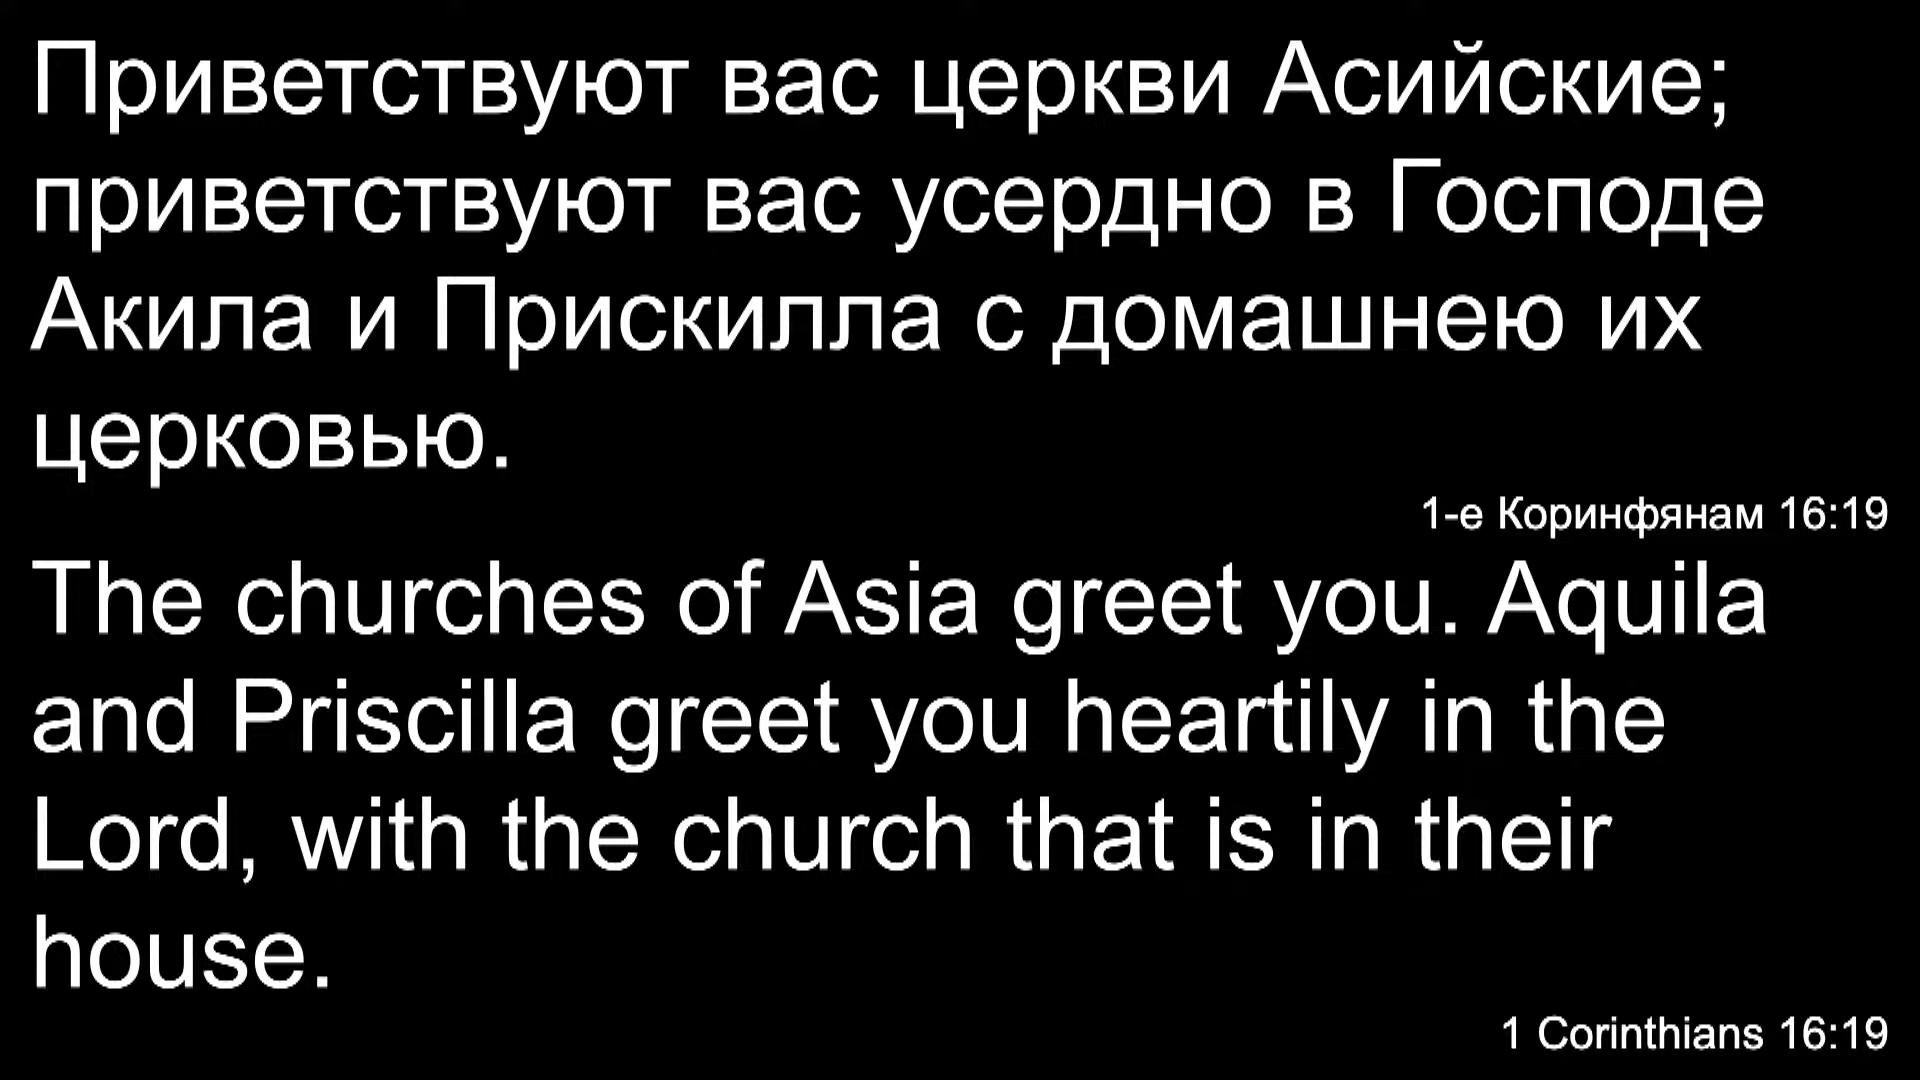 Приветствуют вас церкви Асийские;
приветствуют вас усердно в Господе
Акила и Прискилла с домашнею их
церковью.
1-е Коринфянам 16:19
The churches of Asia greet you. Aquila
and Priscilla greet you heartily in the
Lord, with the church that is in their
house.
1 Corinthians 16:19